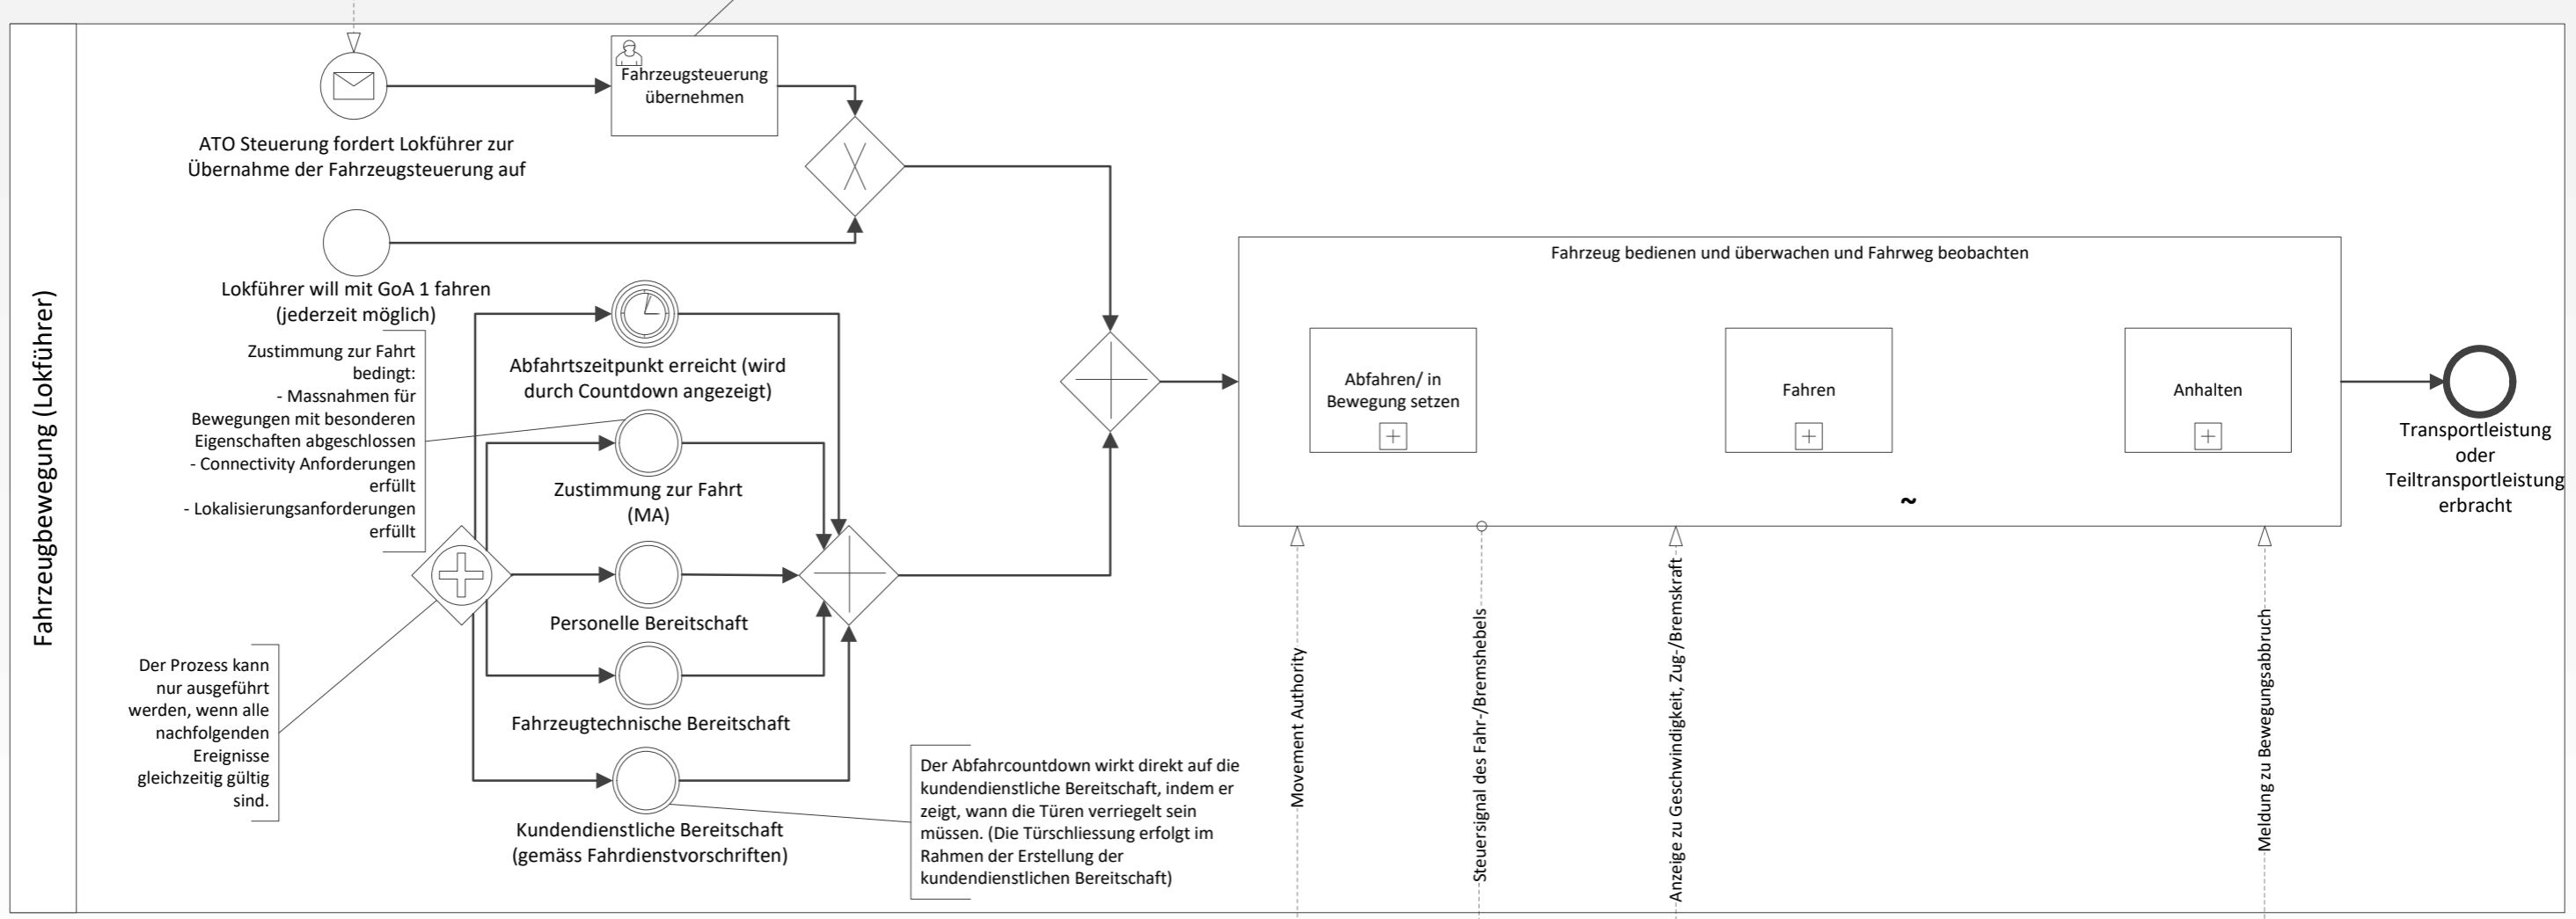 Fahrzeugbewegung (Lokführer)
ATO Steuerung fordert Lokführer zur
Übernahme der Fahrzeugsteuerung auf
Fahrzeugsteuerung
übernehmen
Lokführer will mit GoA 1 fahren
(jederzeit möglich)
Zustimmung zur Fahrt
bedingt:
- Massnahmen für
Bewegungen mit besonderen
Eigenschaften abgeschlossen
- Connectivity Anforderungen
erfüllt
- Lokalisierungsanforderungen
erfüllt
Der Prozess kann
nur ausgeführt
werden, wenn alle
nachfolgenden
Ereignisse
gleichzeitig gültig
sind.
Abfahrtszeitpunkt erreicht (wird
durch Countdown angezeigt)
Zustimmung zur Fahrt
(MA)
Personelle Bereitschaft
Fahrzeugtechnische Bereitschaft
Kundendienstliche Bereitschaft
(gemäss Fahrdienstvorschriften)
Der Abfahrcountdown wirkt direkt auf die
kundendienstliche Bereitschaft, indem er
zeigt, wann die Türen verriegelt sein
müssen. (Die Türschliessung erfolgt im
Rahmen der Erstellung der
kundendienstlichen Bereitschaft)
Fahrzeug bedienen und überwachen und Fahrweg beobachten
Abfahren/ in
Bewegung setzen
Fahren
Anhalten
~
Transportleistung
oder
Teiltransportleistung
erbracht
Movement Authority
Steuersignal des Fahr-/Bremshebels
Anzeige zu Geschwindigkeit, Zug-/Bremskraft
Meldung zu Bewegungsabbruch